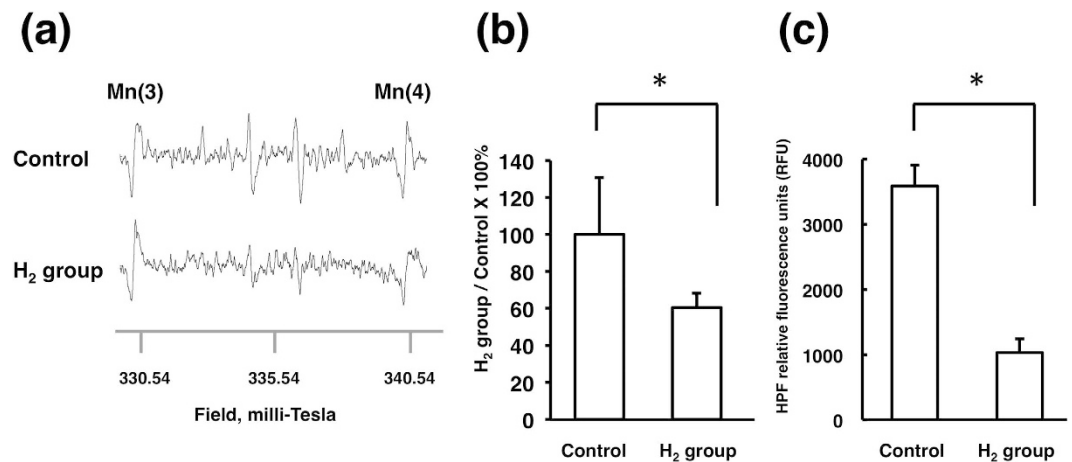 (a)
Mn(3)
Mn(4)
Control
H₂ group
330.54
335.54
340.54
Field, milli-Tesla
(b)
*
H₂ group / Control X 100%
140
120
100
80
60
40
20
0
Control
H₂ group
(c)
*
HPF relative fluorescence units (RFU)
4000
3000
2000
1000
0
Control
H₂ group